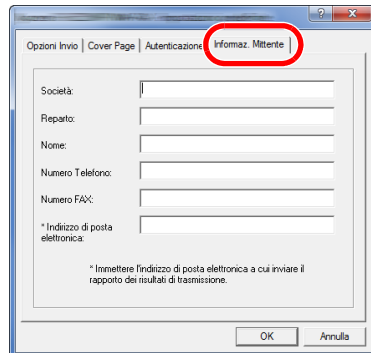 Opzioni Invio Cover Page Autenticazione Informaz. Mittente
Società:
Reparto:
Nome:
Numero Telefono:
Numero FAX:
* Indirizzo di posta
elettronica:
* Immettere l'indirizzo di posta elettronica a cui inviare il
rapporto dei risultati di trasmissione.
OK Annulla